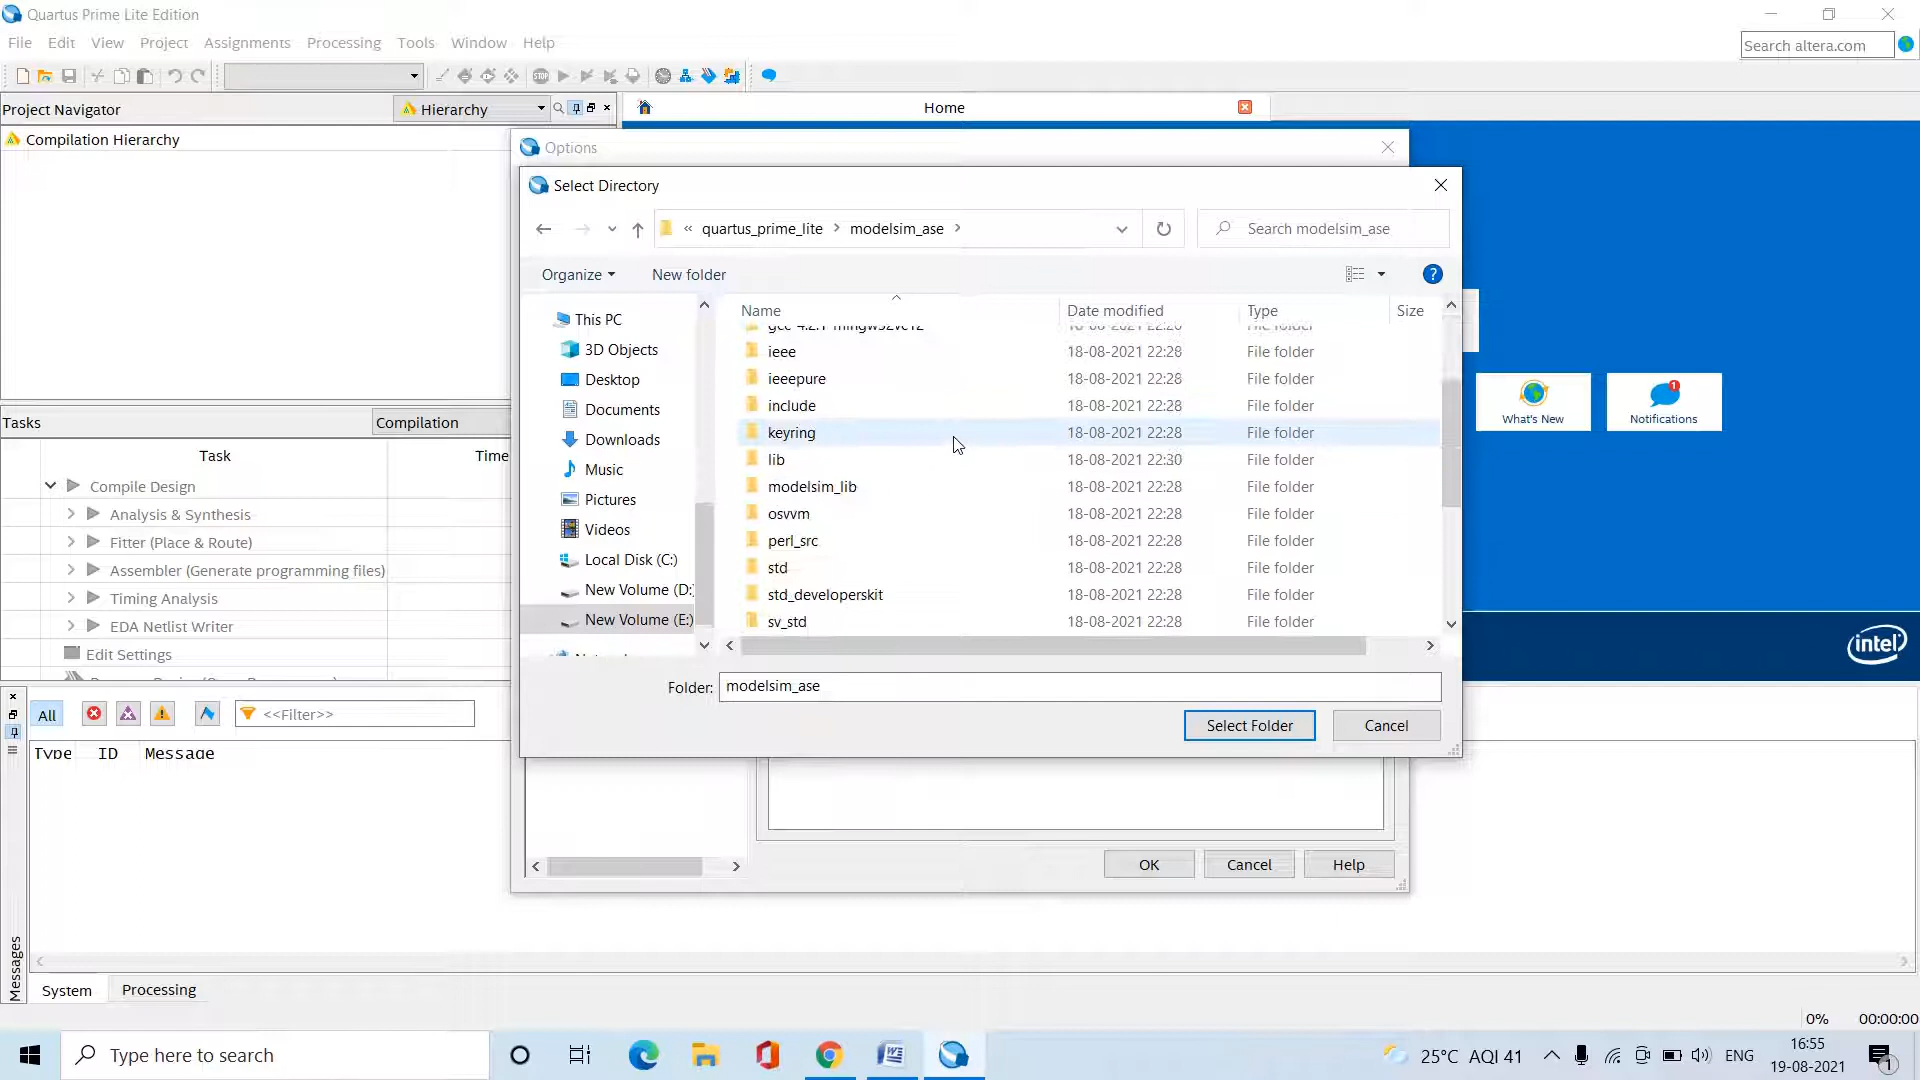 Quartus Prime Lite Edition
File Edit View Project Assignments Processing Tools Window Help
Search altera.com
Project Navigator
Hierarchy
Home
Compilation Hierarchy
Options
Select Directory
« quartus_prime_lite > modelsim_ase >
Search modelsim_ase
Organize
New folder
?
This PC
3D Objects
Desktop
Documents
Downloads
Music
Pictures
Videos
Local Disk (C:)
New Volume (D:
New Volume (E:)
Name Date modified Type Size
ieee 18-08-2021 22:28 File folder
ieeepure 18-08-2021 22:28 File folder
include 18-08-2021 22:28 File folder
keyring 18-08-2021 22:28 File folder
lib 18-08-2021 22:30 File folder
modelsim_lib 18-08-2021 22:28 File folder
osvvm 18-08-2021 22:28 File folder
perl_src 18-08-2021 22:28 File folder
std 18-08-2021 22:28 File folder
std_developerskit 18-08-2021 22:28 File folder
sv_std 18-08-2021 22:28 File folder
Folder: modelsim_ase
Select Folder
Cancel
OK
Cancel
Help
What's New
1
Notifications
intel
Tasks
Compilation
Task
Time
Compile Design
Analysis & Synthesis
Fitter (Place & Route)
Assembler (Generate programming files)
Timing Analysis
EDA Netlist Writer
Edit Settings
All
<<Filter>>
Type ID Message
Messages
System
Processing
0% 00:00:00
Type here to search
25°C AQI 41
ENG
16:55
19-08-2021
1